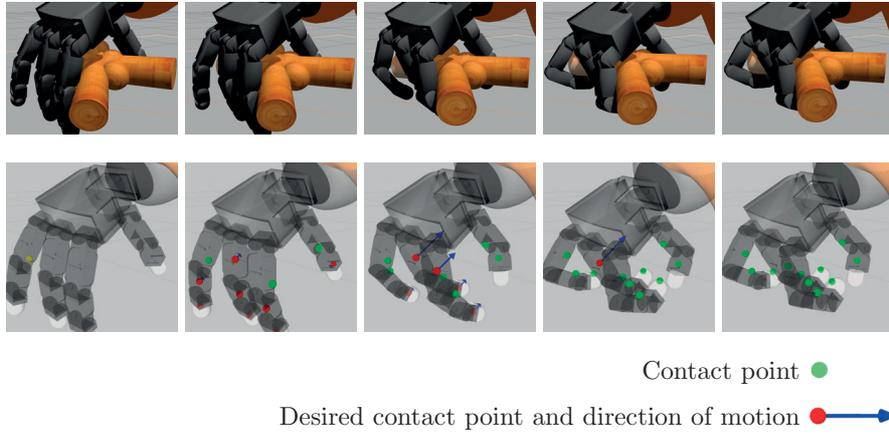 Contact point
Desired contact point and direction of motion